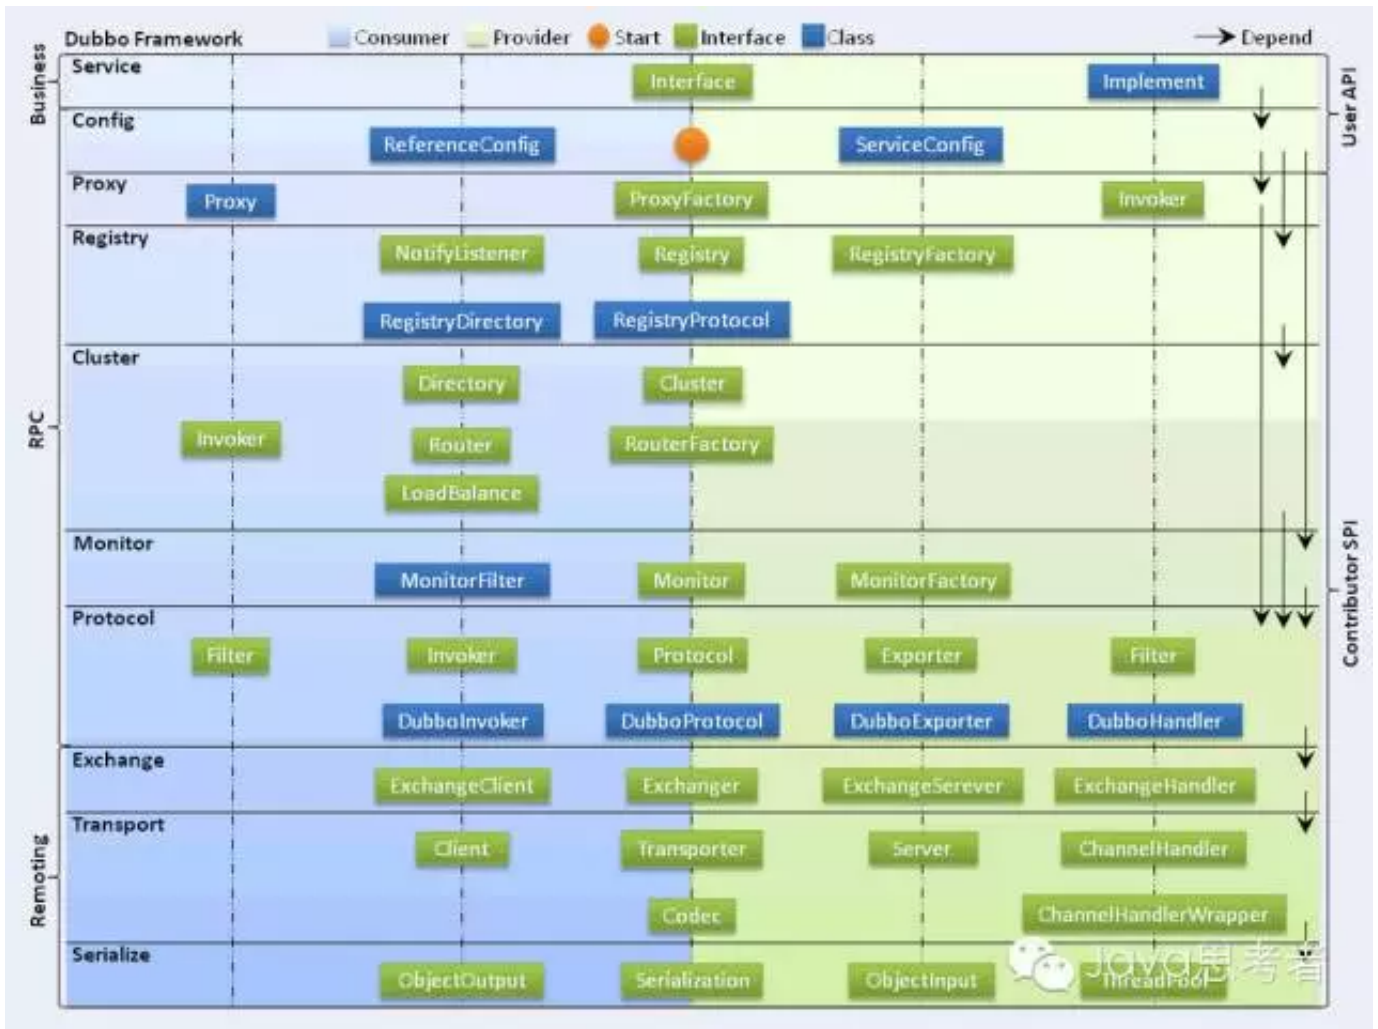 Dubbo Framework Consumer Provider Start Interface Class Depend
Business
User API
Service
Interface Implement
Config
ReferenceConfig ServiceConfig
Proxy
Proxy ProxyFactory Invoker
Registry
NotifyListener Registry RegistryFactory
RegistryDirectory RegistryProtocol
RPC
Contributor SPI
Cluster
Directory Cluster
Invoker Router RouterFactory
LoadBalance
Monitor
MonitorFilter Monitor MonitorFactory
Protocol
Filter Invoker Protocol Exporter Filter
DubboInvoker DubboProtocol DubboExporter DubboHandler
Remoting
Exchange
ExchangeClient Exchanger ExchangeSerever ExchangeHandler
Transport
Client Transporter Server ChannelHandler
Codec ChannelHandlerWrapper
Serialize
ObjectOutput Serialization ObjectInput ThreadPool
Java思考者